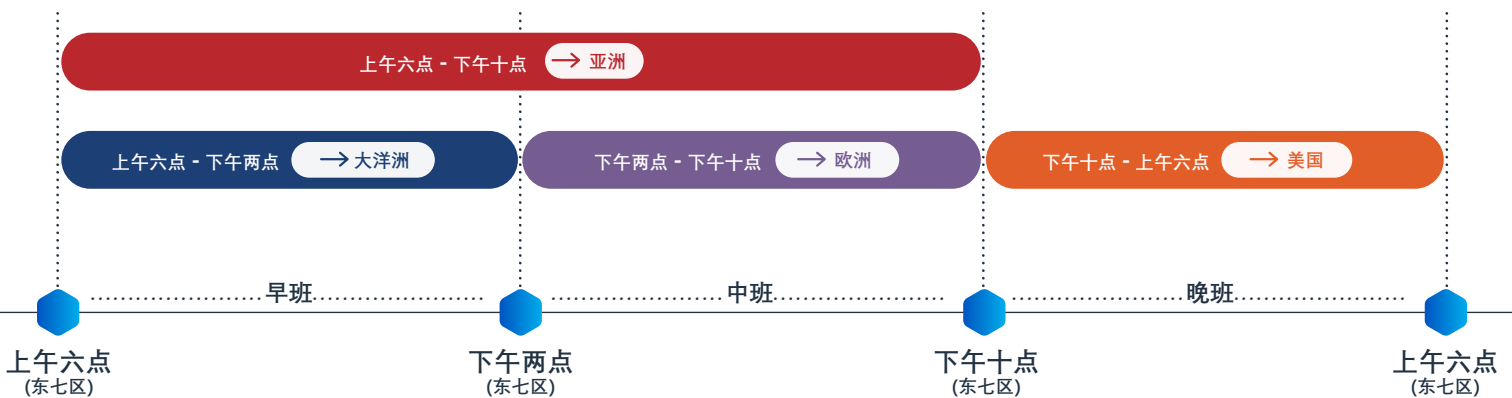 上午六点 - 下午十点 → 亚洲
上午六点 - 下午两点 → 大洋洲
下午两点 - 下午十点 → 欧洲
下午十点 - 上午六点 → 美国
早班
中班
晚班
上午六点
(东七区)
下午两点
(东七区)
下午十点
(东七区)
上午六点
(东七区)